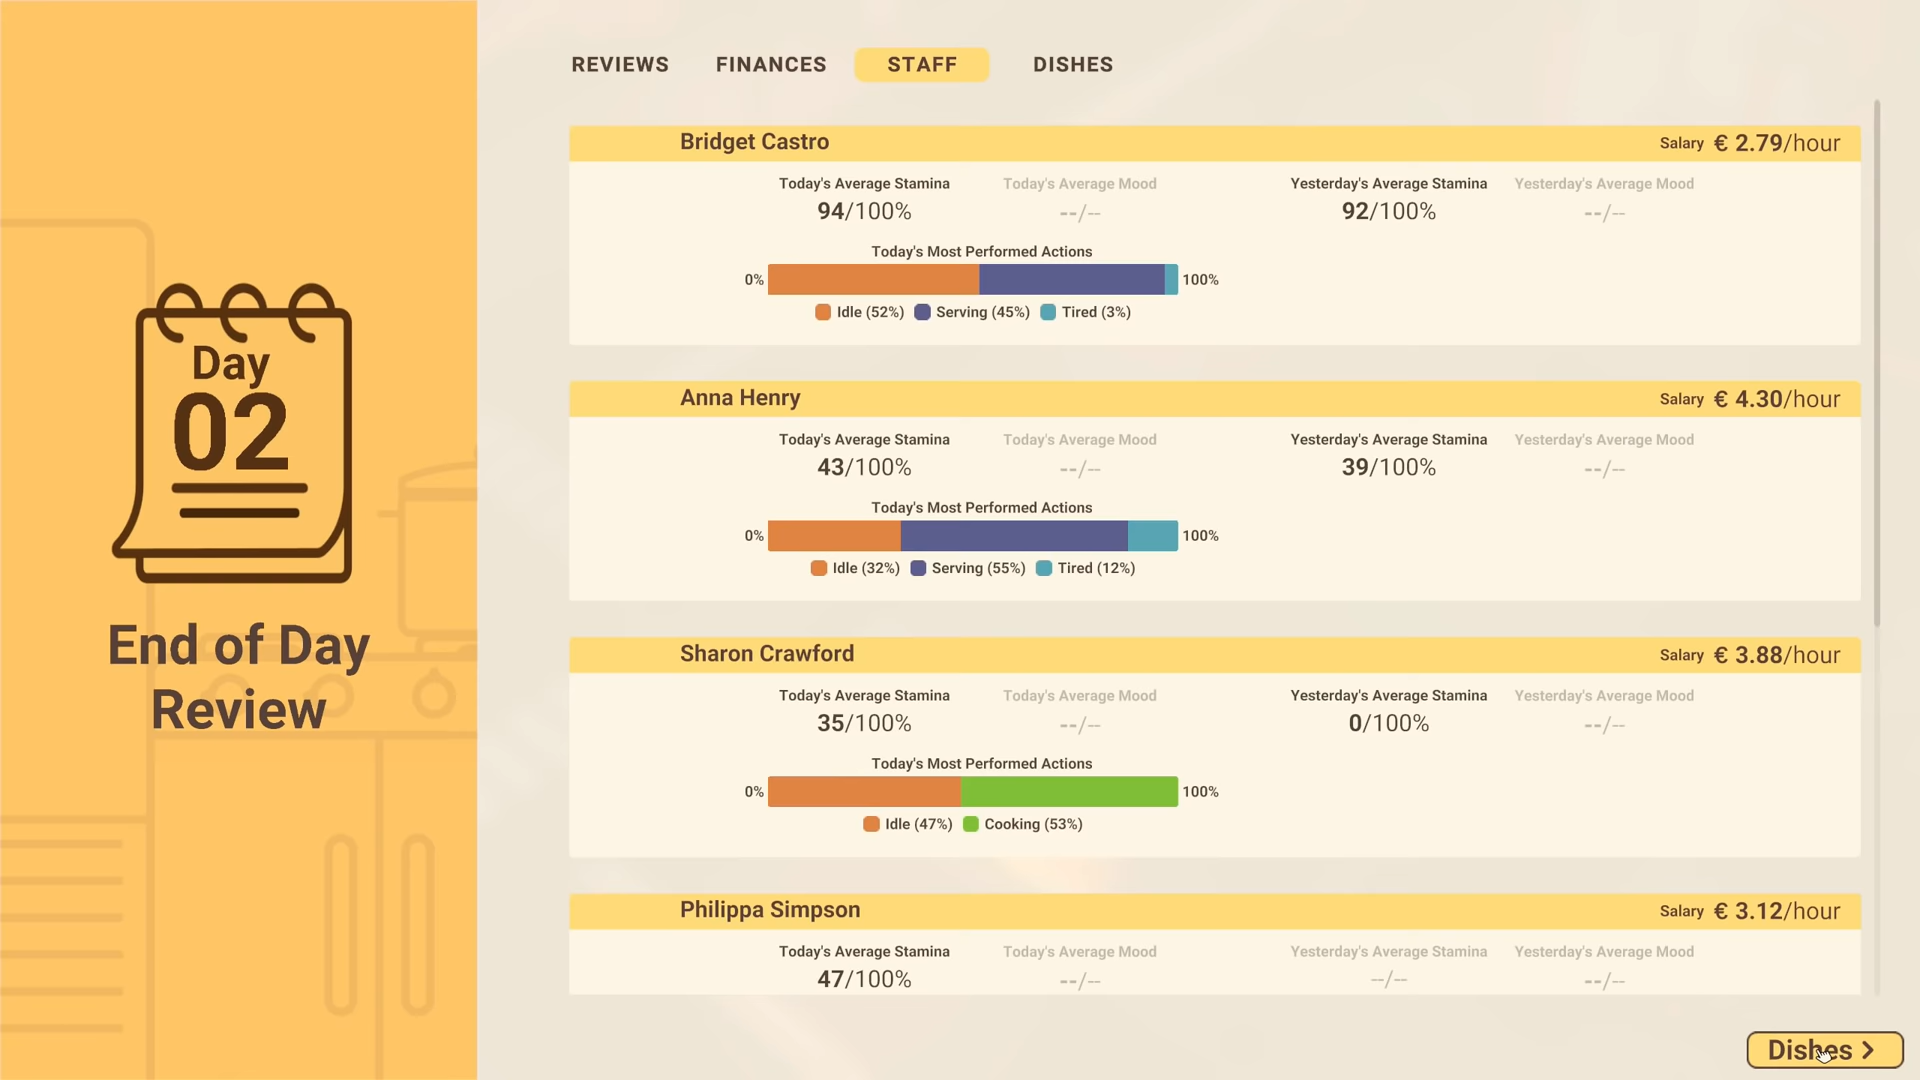 REVIEWS FINANCES STAFF DISHES
Day
02
End of Day
Review
Bridget Castro Salary € 2.79/hour
Today's Average Stamina Today's Average Mood Yesterday's Average Stamina Yesterday's Average Mood
94/100% --/-- 92/100% --/--
Today's Most Performed Actions
0% 100%
Idle (52%) Serving (45%) Tired (3%)
Anna Henry Salary € 4.30/hour
Today's Average Stamina Today's Average Mood Yesterday's Average Stamina Yesterday's Average Mood
43/100% --/-- 39/100% --/--
Today's Most Performed Actions
0% 100%
Idle (32%) Serving (55%) Tired (12%)
Sharon Crawford Salary € 3.88/hour
Today's Average Stamina Today's Average Mood Yesterday's Average Stamina Yesterday's Average Mood
35/100% --/-- 0/100% --/--
Today's Most Performed Actions
0% 100%
Idle (47%) Cooking (53%)
Philippa Simpson Salary € 3.12/hour
Today's Average Stamina Today's Average Mood Yesterday's Average Stamina Yesterday's Average Mood
47/100% --/-- --/-- --/--
Dishes >